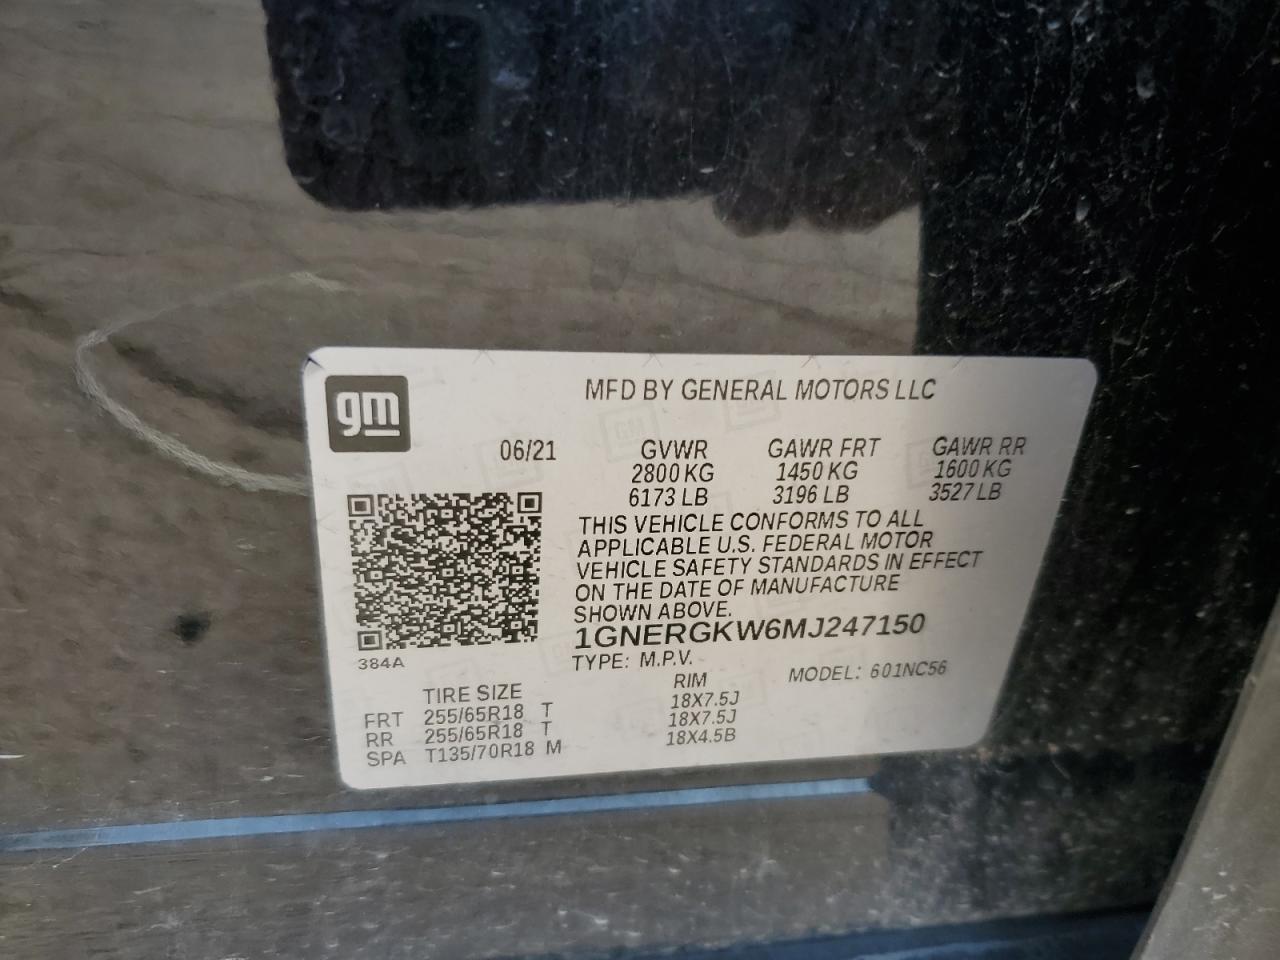 gm
MFD BY GENERAL MOTORS LLC
06/21 GVWR GAWR FRT GAWR RR
2800 KG 1450 KG 1600 KG
6173 LB 3196 LB 3527 LB
THIS VEHICLE CONFORMS TO ALL
APPLICABLE U.S. FEDERAL MOTOR
VEHICLE SAFETY STANDARDS IN EFFECT
ON THE DATE OF MANUFACTURE
SHOWN ABOVE.
1GNERGKW6MJ247150
384A
TYPE: M.P.V. MODEL: 601NC56
TIRE SIZE RIM
FRT 255/65R18 T 18X7.5J
RR 255/65R18 T 18X7.5J
SPA T135/70R18 M 18X4.5B